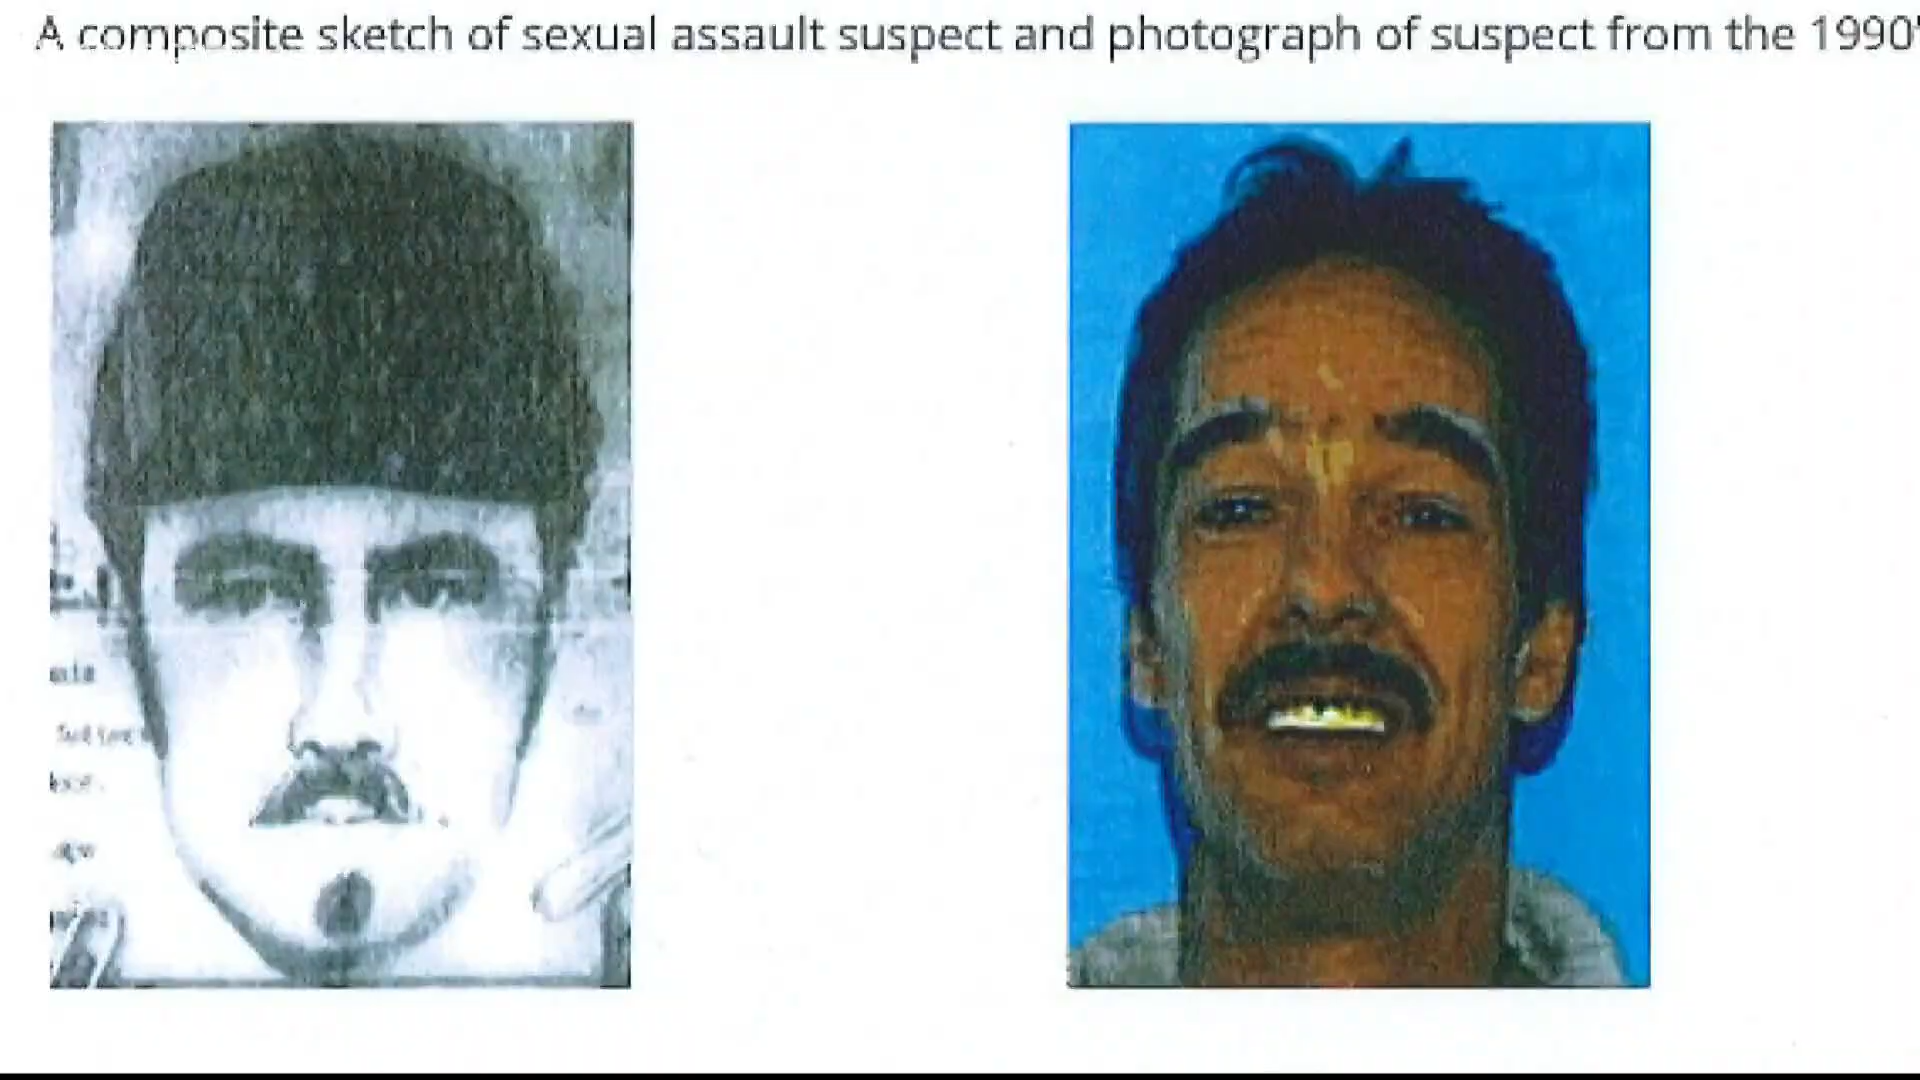 A composite sketch of sexual assault suspect and photograph of suspect from the 1990'